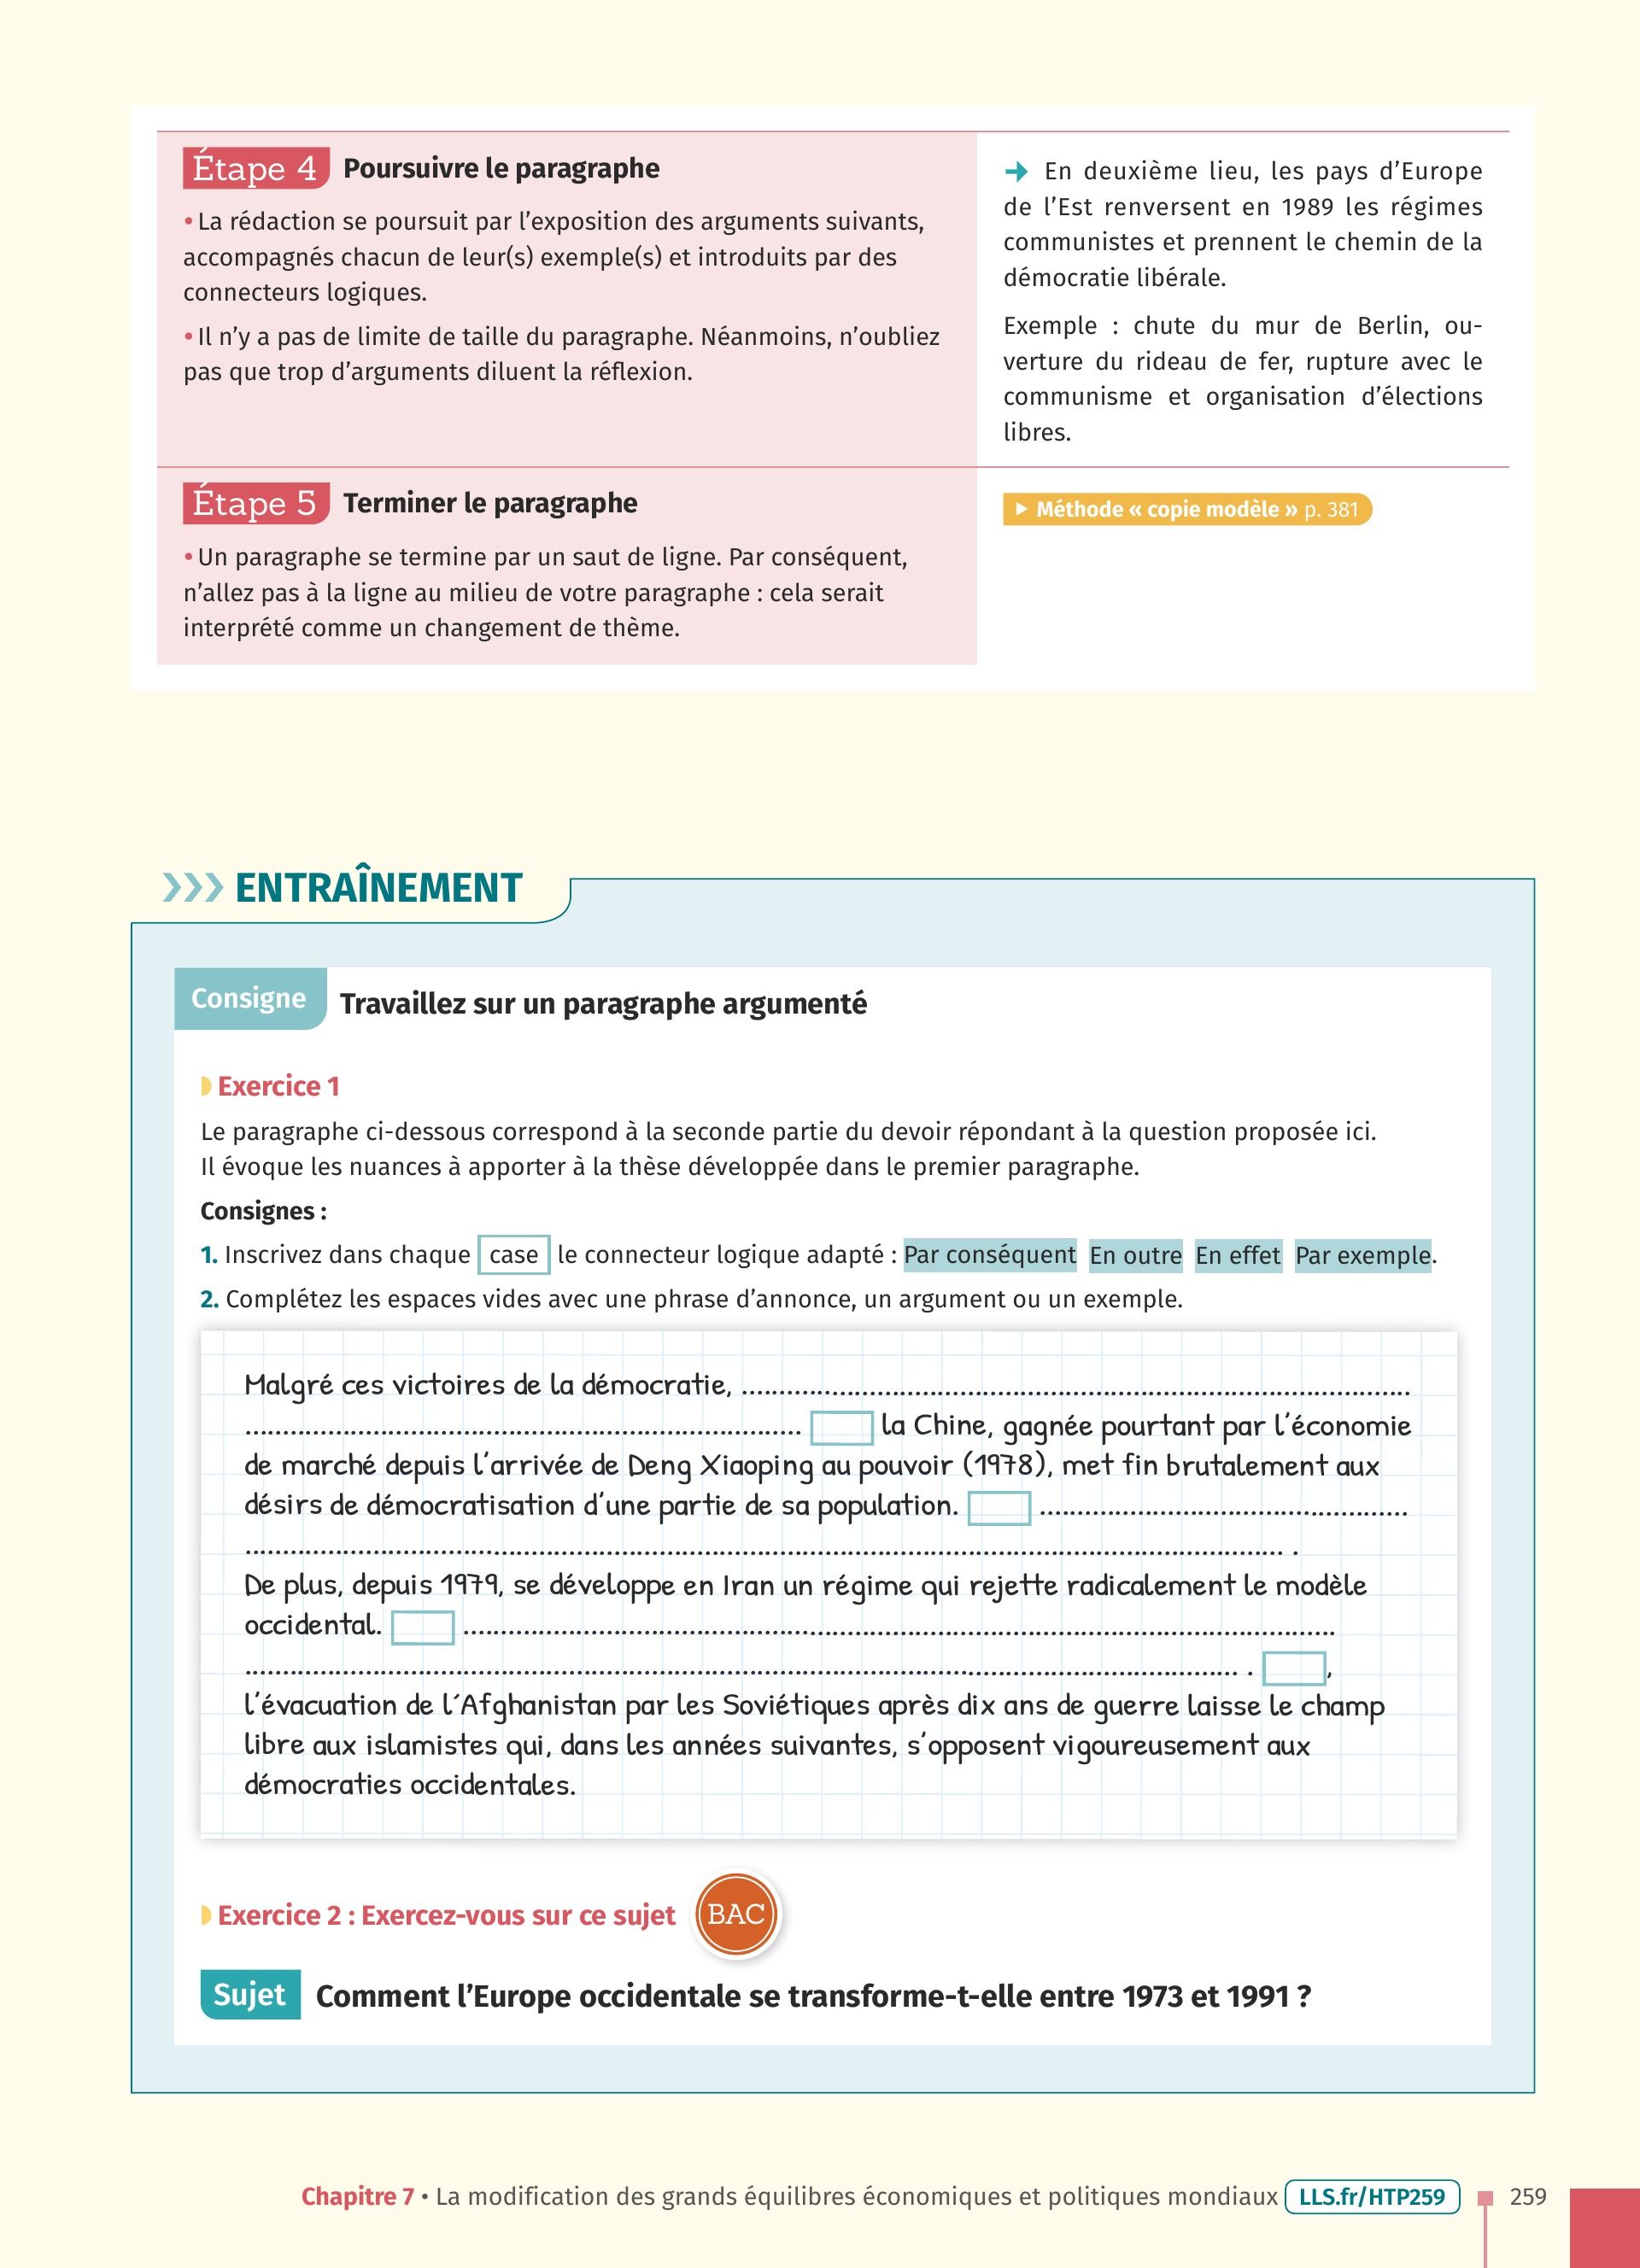 Étape 4 Poursuivre le paragraphe
• La rédaction se poursuit par l'exposition des arguments suivants,
accompagnés chacun de leur(s) exemple(s) et introduits par des
connecteurs logiques.
• Il n'y a pas de limite de taille du paragraphe. Néanmoins, n'oubliez
pas que trop d'arguments diluent la réflexion.
➜ En deuxième lieu, les pays d'Europe
de l'Est renversent en 1989 les régimes
communistes et prennent le chemin de la
démocratie libérale.
Exemple : chute du mur de Berlin, ou-
verture du rideau de fer, rupture avec le
communisme et organisation d'élections
libres.
Étape 5 Terminer le paragraphe
• Un paragraphe se termine par un saut de ligne. Par conséquent,
n'allez pas à la ligne au milieu de votre paragraphe : cela serait
interprété comme un changement de thème.
▶ Méthode « copie modèle » p. 381
ENTRAÎNEMENT
Consigne Travaillez sur un paragraphe argumenté
Exercice 1
Le paragraphe ci-dessous correspond à la seconde partie du devoir répondant à la question proposée ici.
Il évoque les nuances à apporter à la thèse développée dans le premier paragraphe.
Consignes :
1. Inscrivez dans chaque case le connecteur logique adapté : Par conséquent En outre En effet Par exemple.
2. Complétez les espaces vides avec une phrase d'annonce, un argument ou un exemple.
Malgré ces victoires de la démocratie, ..........
.......... la Chine, gagnée pourtant par l'économie
de marché depuis l'arrivée de Deng Xiaoping au pouvoir (1978), met fin brutalement aux
désirs de démocratisation d'une partie de sa population. ..........
.......... .
De plus, depuis 1979, se développe en Iran un régime qui rejette radicalement le modèle
occidental. ..........
.......... . ,
l'évacuation de l'Afghanistan par les Soviétiques après dix ans de guerre laisse le champ
libre aux islamistes qui, dans les années suivantes, s'opposent vigoureusement aux
démocraties occidentales.
Exercice 2 : Exercez-vous sur ce sujet BAC
Sujet Comment l'Europe occidentale se transforme-t-elle entre 1973 et 1991 ?
Chapitre 7 • La modification des grands équilibres économiques et politiques mondiaux LLS.fr/HTP259 259